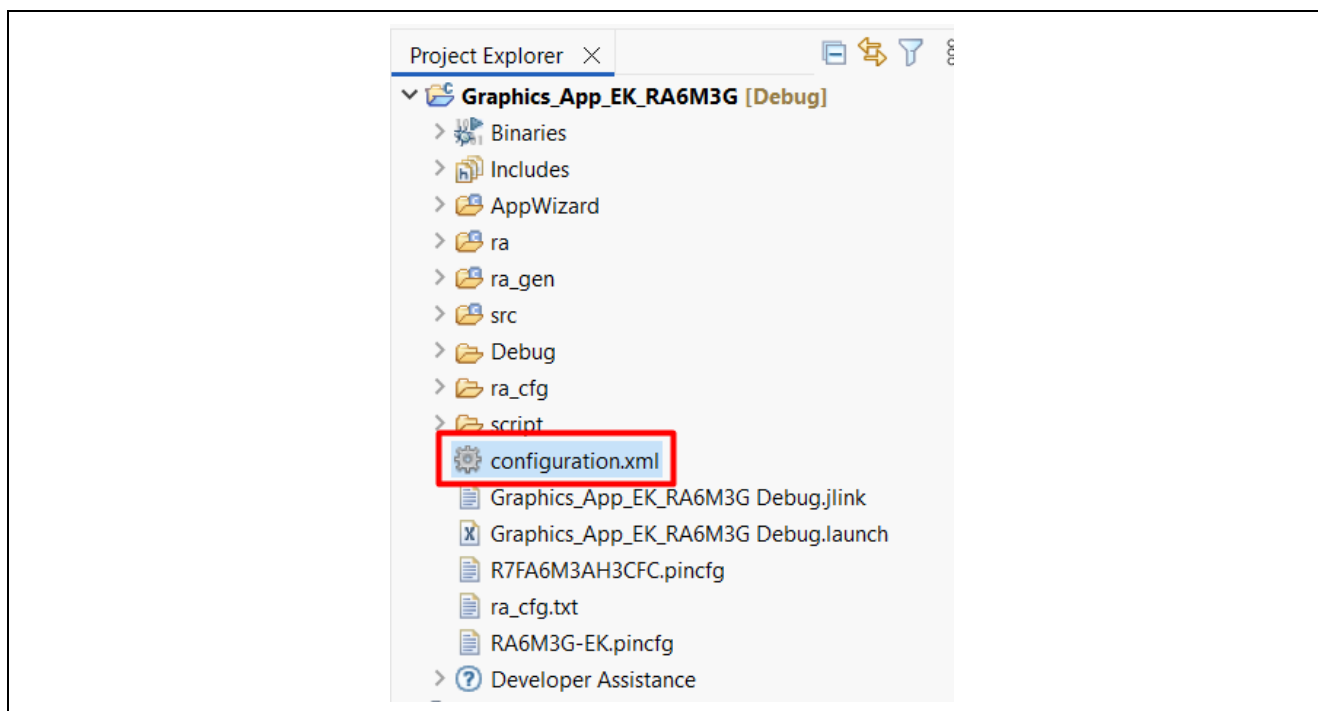 Project Explorer
Graphics_App_EK_RA6M3G [Debug]
Binaries
Includes
AppWizard
ra
ra_gen
src
Debug
ra_cfg
script
configuration.xml
Graphics_App_EK_RA6M3G Debug.jlink
Graphics_App_EK_RA6M3G Debug.launch
R7FA6M3AH3CFC.pincfg
ra_cfg.txt
RA6M3G-EK.pincfg
Developer Assistance